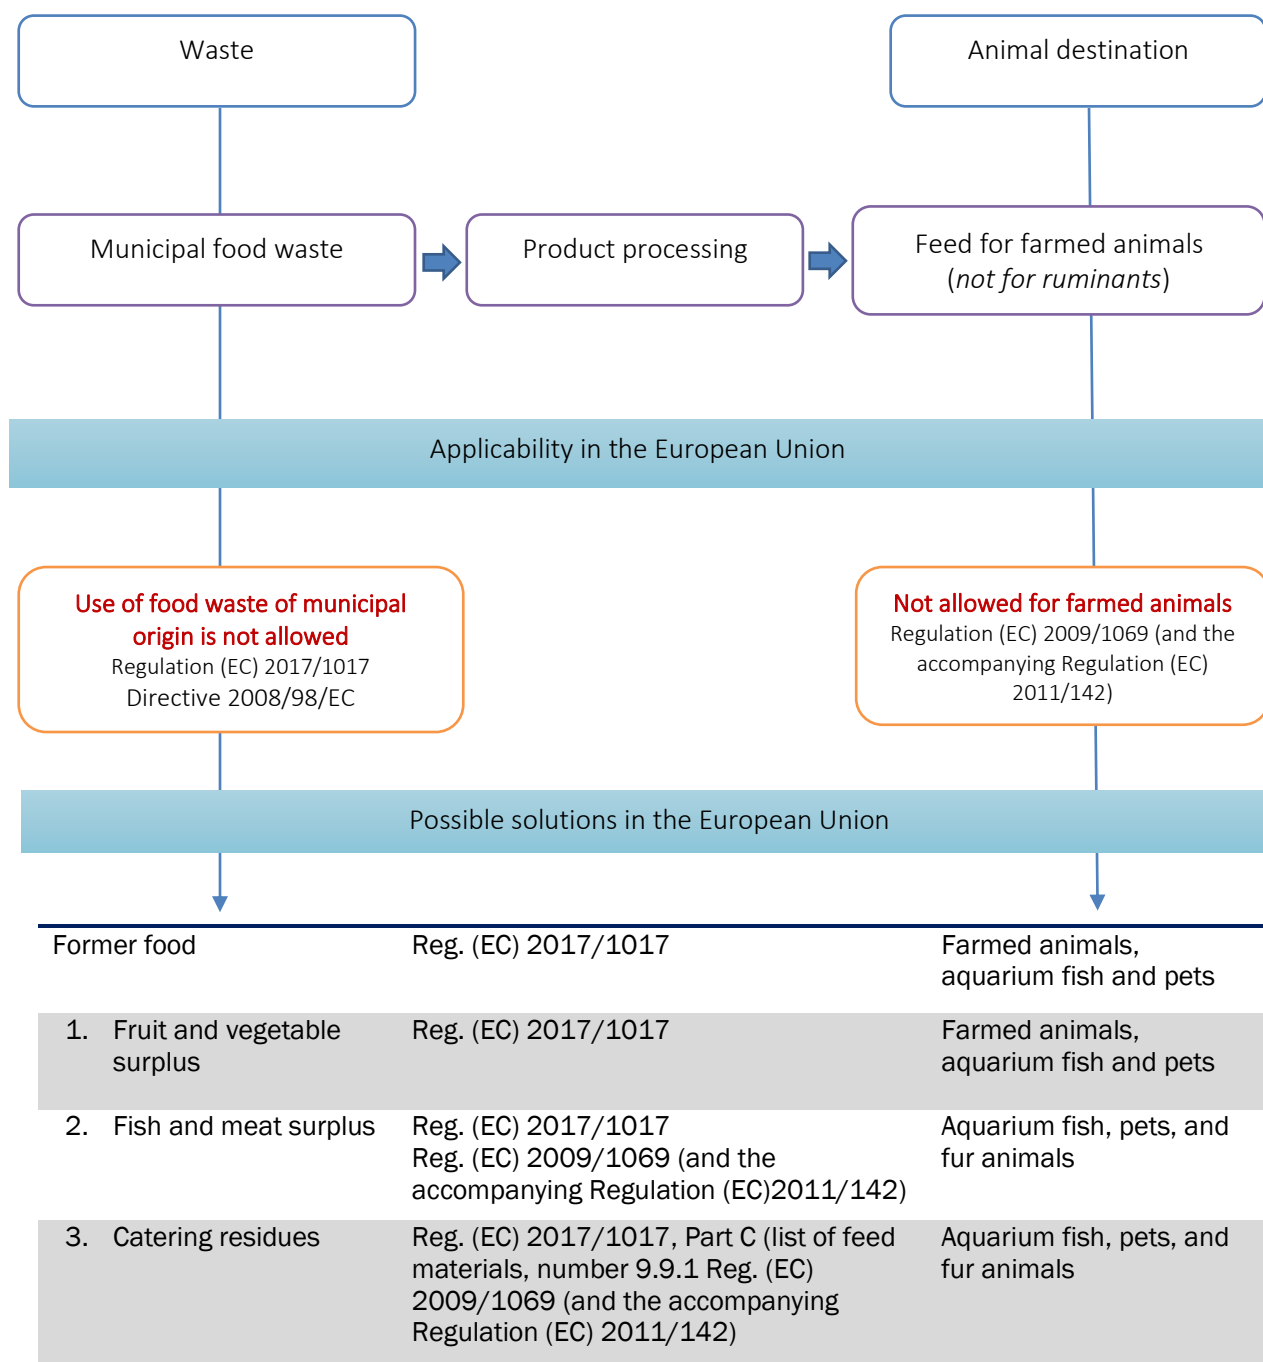 Waste
Animal destination
Municipal food waste
Product processing
Feed for farmed animals
(not for ruminants)
Applicability in the European Union
Use of food waste of municipal
origin is not allowed
Regulation (EC) 2017/1017
Directive 2008/98/EC
Not allowed for farmed animals
Regulation (EC) 2009/1069 (and the
accompanying Regulation (EC)
2011/142)
Possible solutions in the European Union
Former food
Reg. (EC) 2017/1017
Farmed animals,
aquarium fish and pets
1. Fruit and vegetable
surplus
Reg. (EC) 2017/1017
Farmed animals,
aquarium fish and pets
2. Fish and meat surplus
Reg. (EC) 2017/1017
Reg. (EC) 2009/1069 (and the
accompanying Regulation (EC)2011/142)
Aquarium fish, pets, and
fur animals
3. Catering residues
Reg. (EC) 2017/1017, Part C (list of feed
materials, number 9.9.1 Reg. (EC)
2009/1069 (and the accompanying
Regulation (EC) 2011/142)
Aquarium fish, pets, and
fur animals